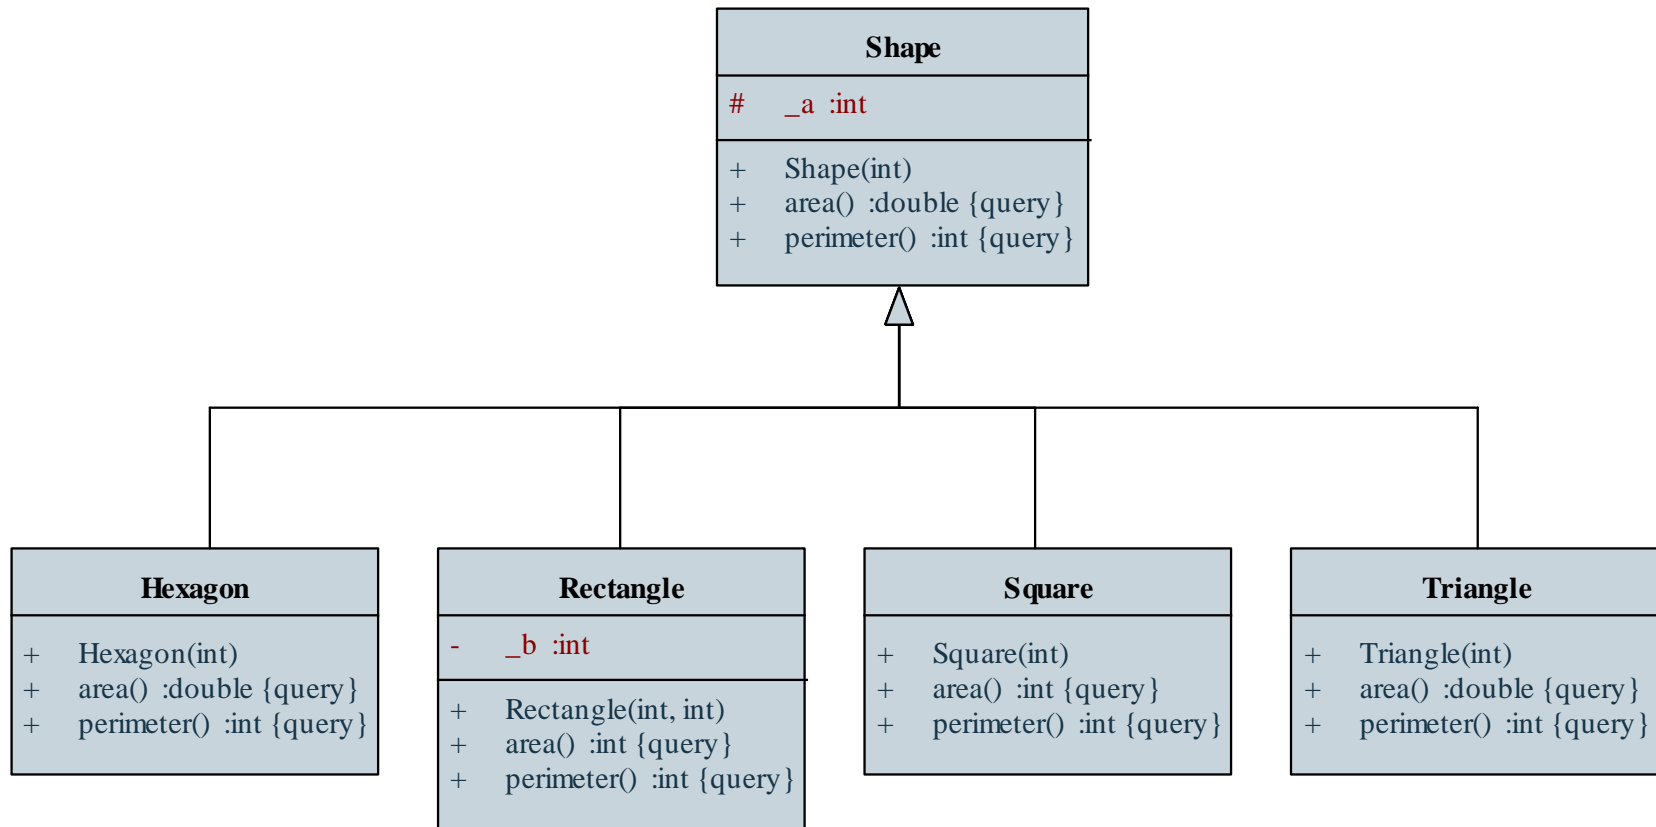 Shape
# _a :int
+ Shape(int)
+ area() :double {query}
+ perimeter() :int {query}
Hexagon
+ Hexagon(int)
+ area() :double {query}
+ perimeter() :int {query}
Rectangle
- _b :int
+ Rectangle(int, int)
+ area() :int {query}
+ perimeter() :int {query}
Square
+ Square(int)
+ area() :int {query}
+ perimeter() :int {query}
Triangle
+ Triangle(int)
+ area() :double {query}
+ perimeter() :int {query}